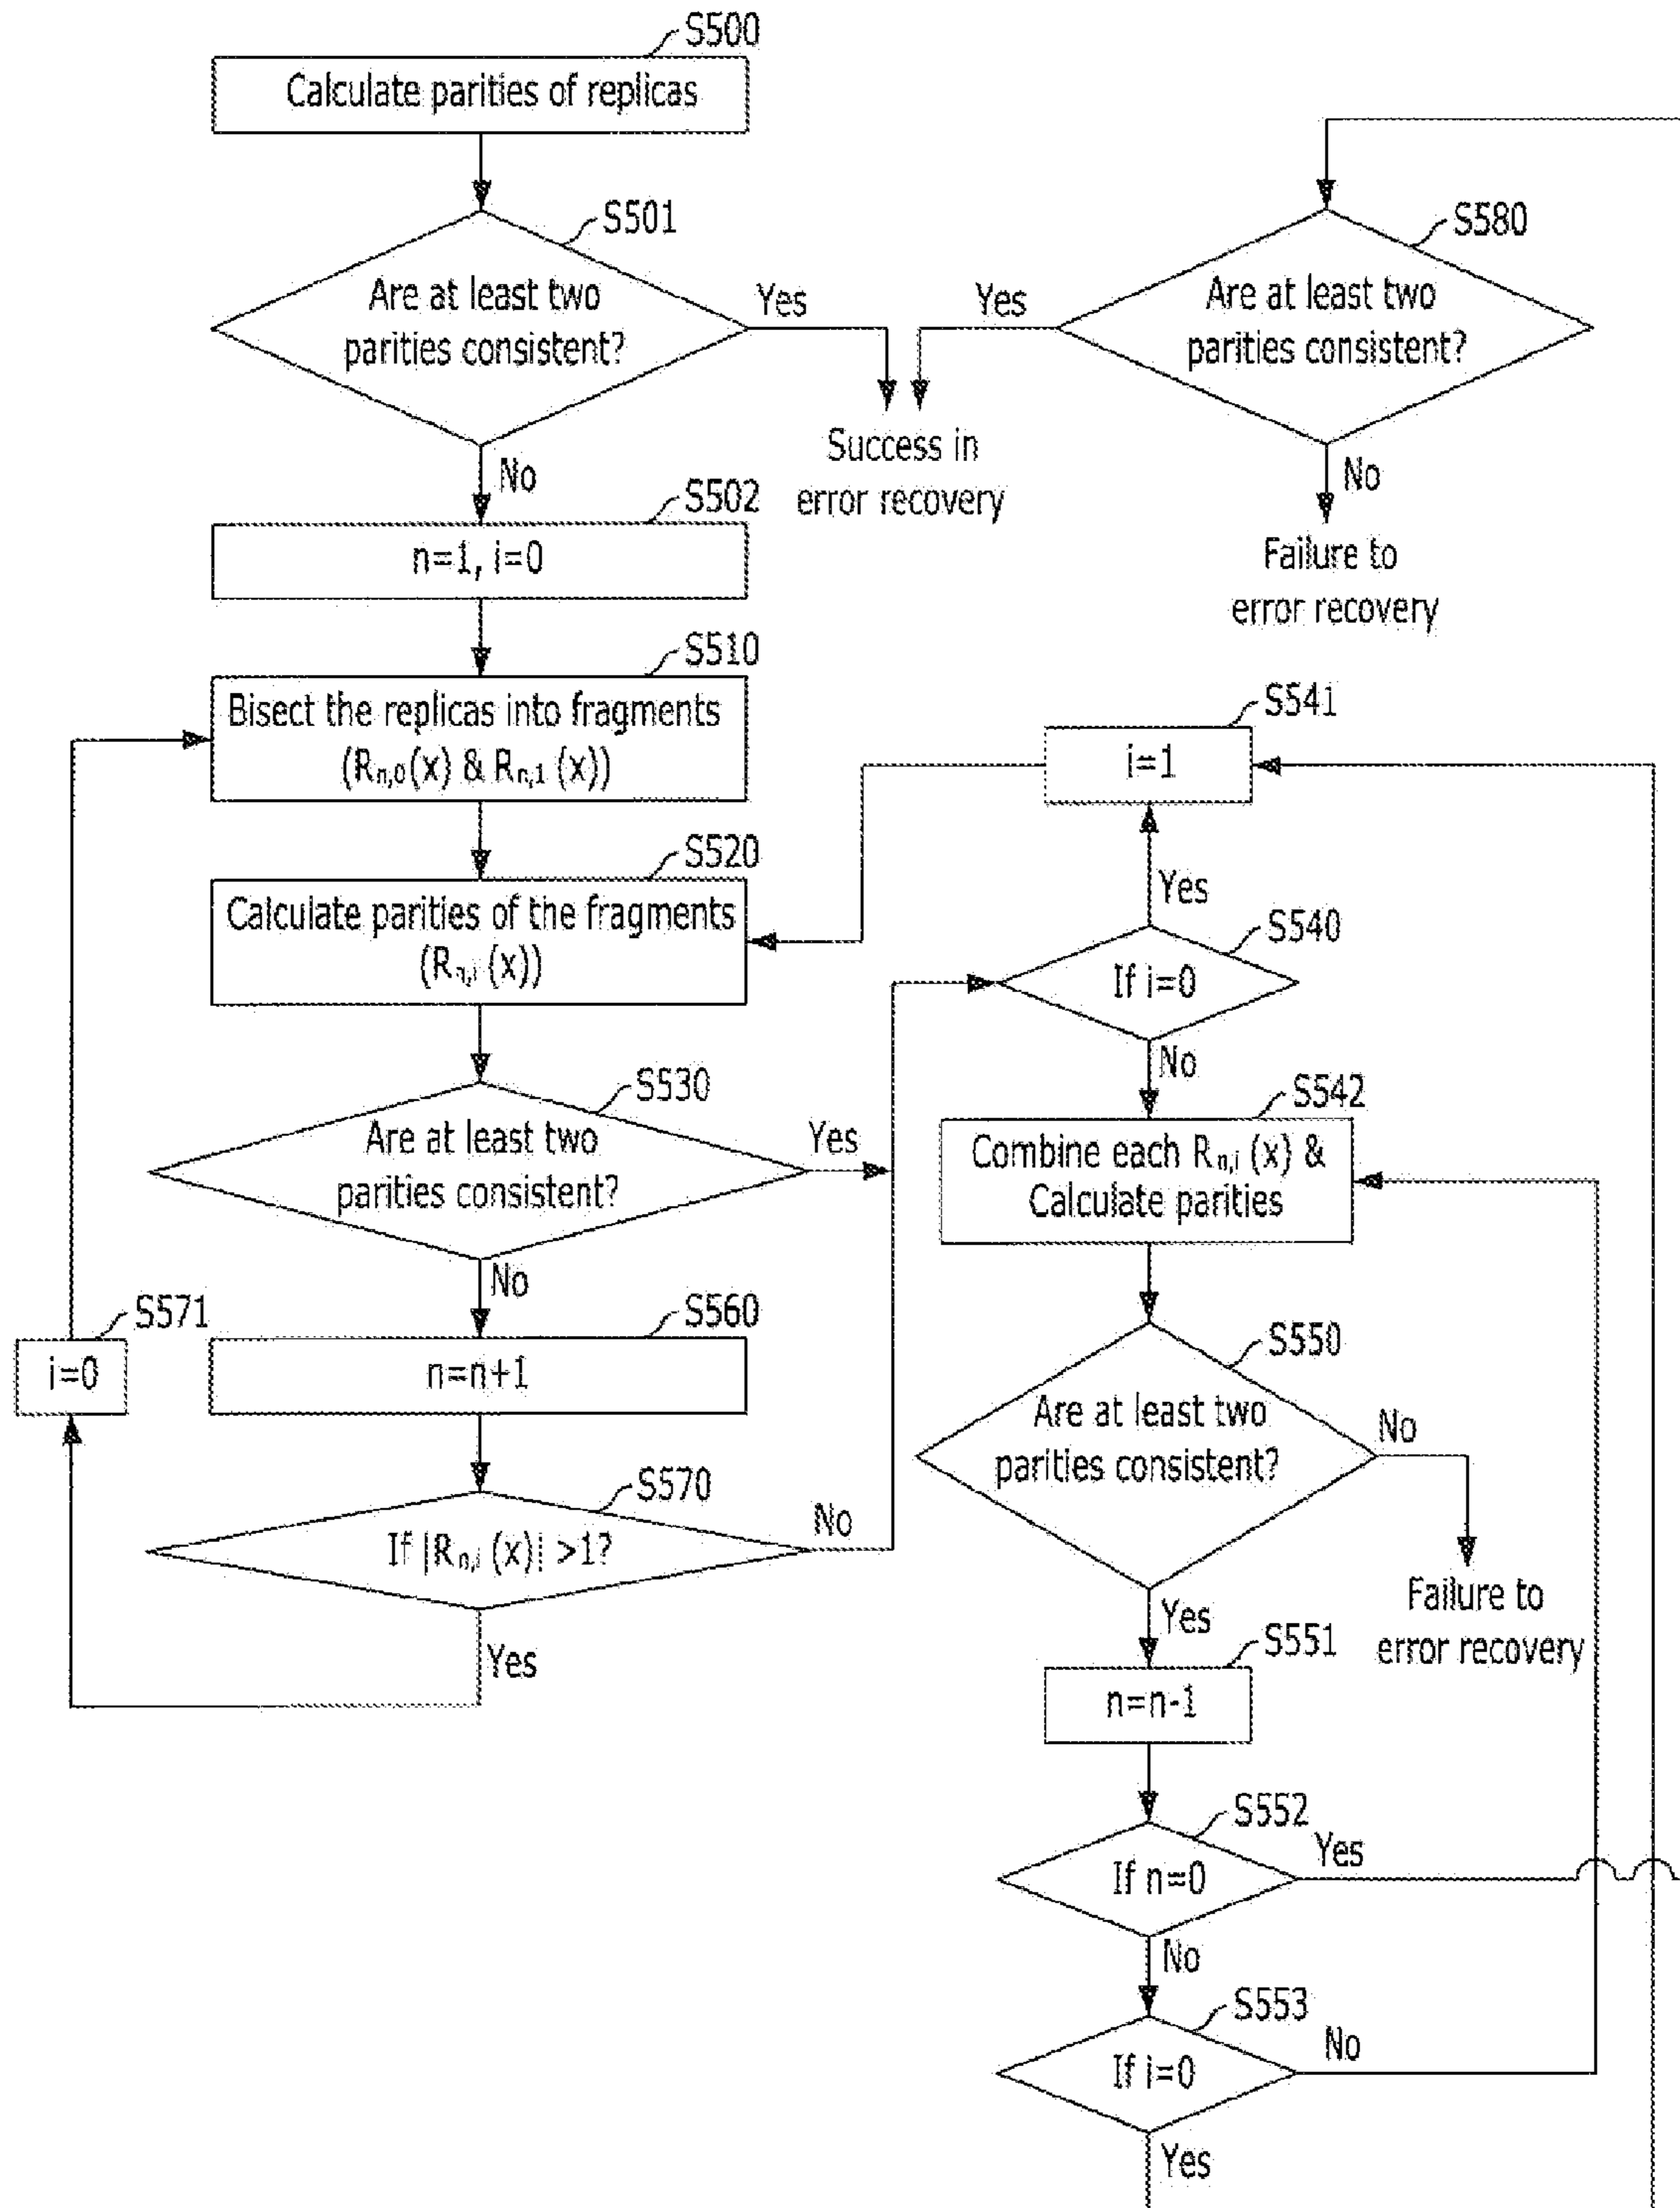 S500
Calculate parities of replicas
S501
Are at least two
parities consistent?
Yes
No
S580
Are at least two
parities consistent?
Yes
No
Success in
error recovery
Failure to
error recovery
S502
n=1, i=0
S510
Bisect the replicas into fragments
(Rn,0(x) & Rn,1 (x))
S520
Calculate parities of the fragments
(Rn,i (x))
S530
Are at least two
parities consistent?
Yes
No
S560
n=n+1
S571
i=0
S570
If |Rn,i (x)| >1?
No
Yes
S541
i=1
Yes
S540
If i=0
No
S542
Combine each Rn,i (x) &
Calculate parities
S550
Are at least two
parities consistent?
No
Failure to
error recovery
Yes
S551
n=n-1
S552
If n=0
Yes
No
S553
If i=0
No
Yes